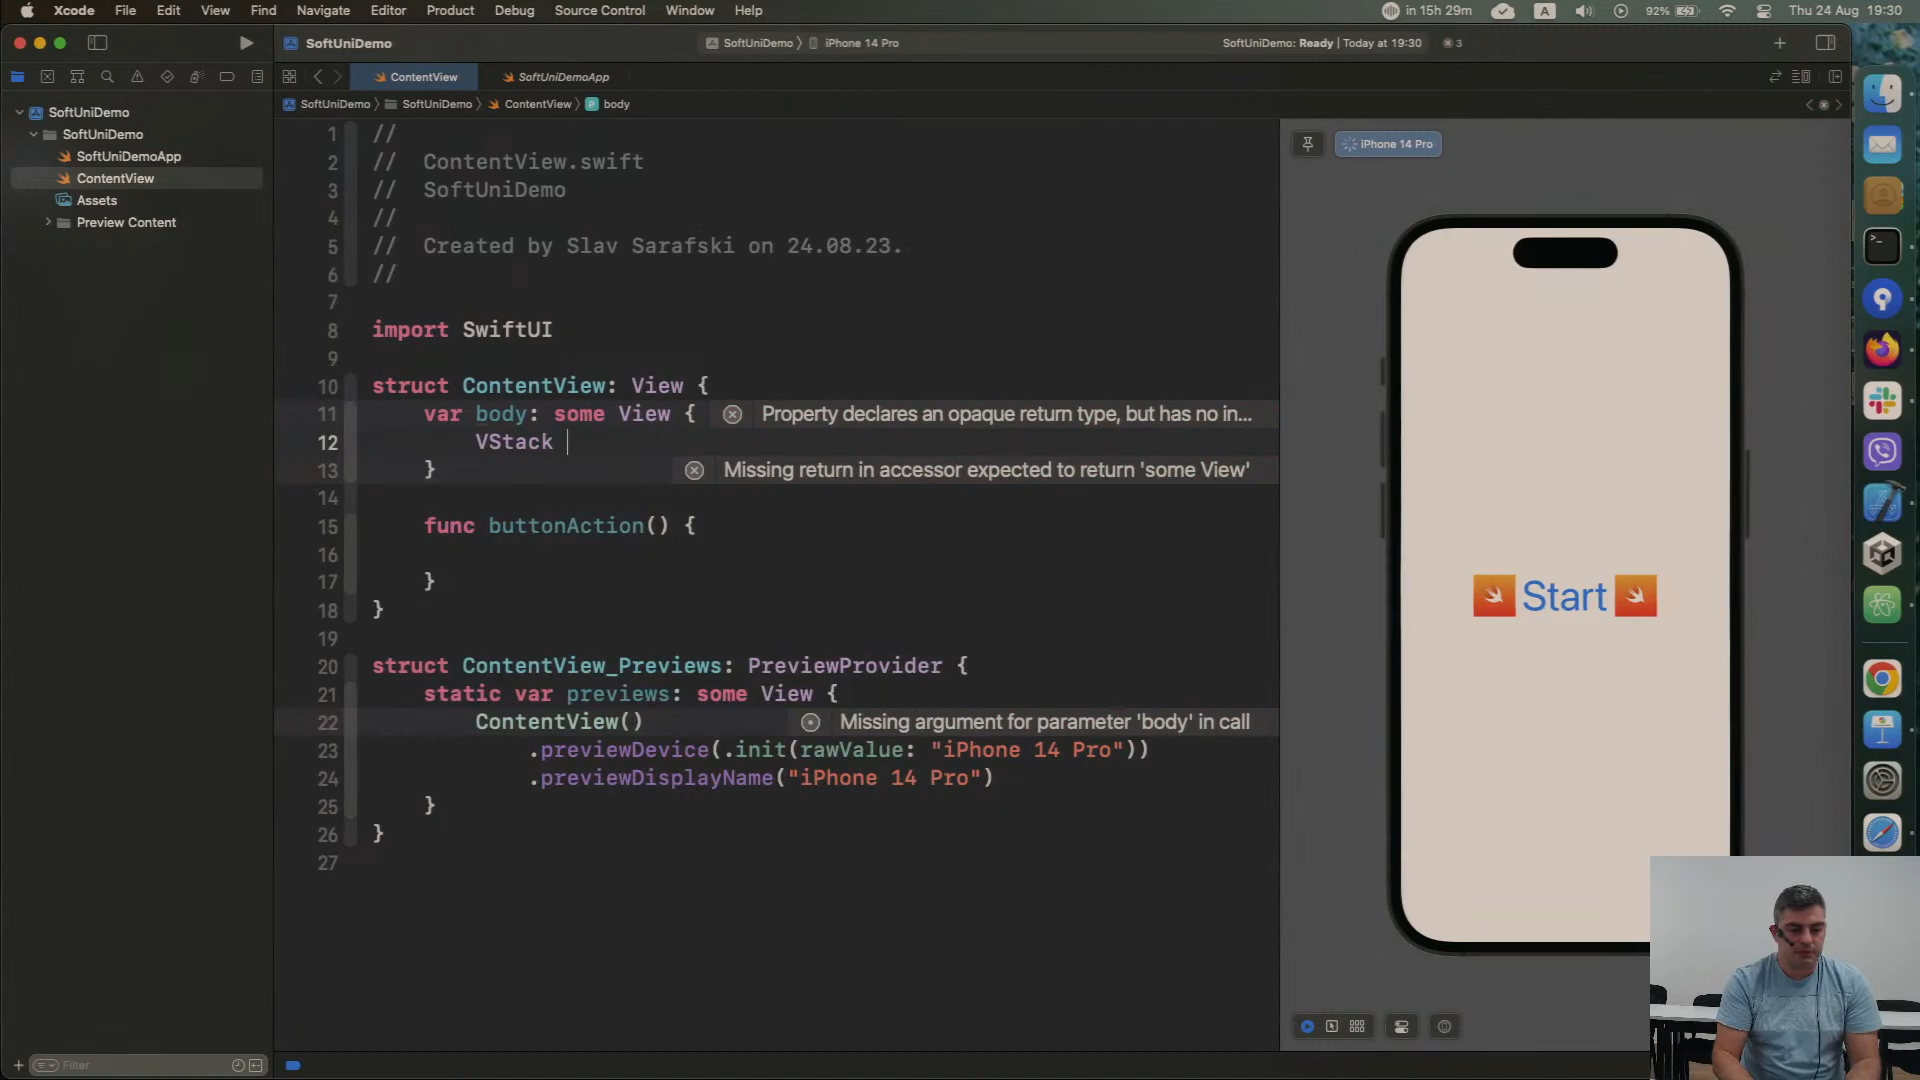 Xcode File Edit View Find Navigate Editor Product Debug Source Control Window Help
in 15h 29m A 92% Thu 24 Aug 19:30
SoftUniDemo
SoftUniDemo 〉 iPhone 14 Pro
SoftUniDemo: Ready | Today at 19:30
3
ContentView
SoftUniDemoApp
SoftUniDemo 〉 SoftUniDemo 〉 ContentView 〉 P body
SoftUniDemo
SoftUniDemo
SoftUniDemoApp
ContentView
Assets
Preview Content
1 //
2 // ContentView.swift
3 // SoftUniDemo
4 //
5 // Created by Slav Sarafski on 24.08.23.
6 //
7
8 import SwiftUI
9
10 struct ContentView: View {
11 var body: some View { Property declares an opaque return type, but has no in...
12 VStack
13 } Missing return in accessor expected to return 'some View'
14
15 func buttonAction() {
16
17 }
18 }
19
20 struct ContentView_Previews: PreviewProvider {
21 static var previews: some View {
22 ContentView() Missing argument for parameter 'body' in call
23 .previewDevice(.init(rawValue: "iPhone 14 Pro"))
24 .previewDisplayName("iPhone 14 Pro")
25 }
26 }
27
iPhone 14 Pro
Start
Filter